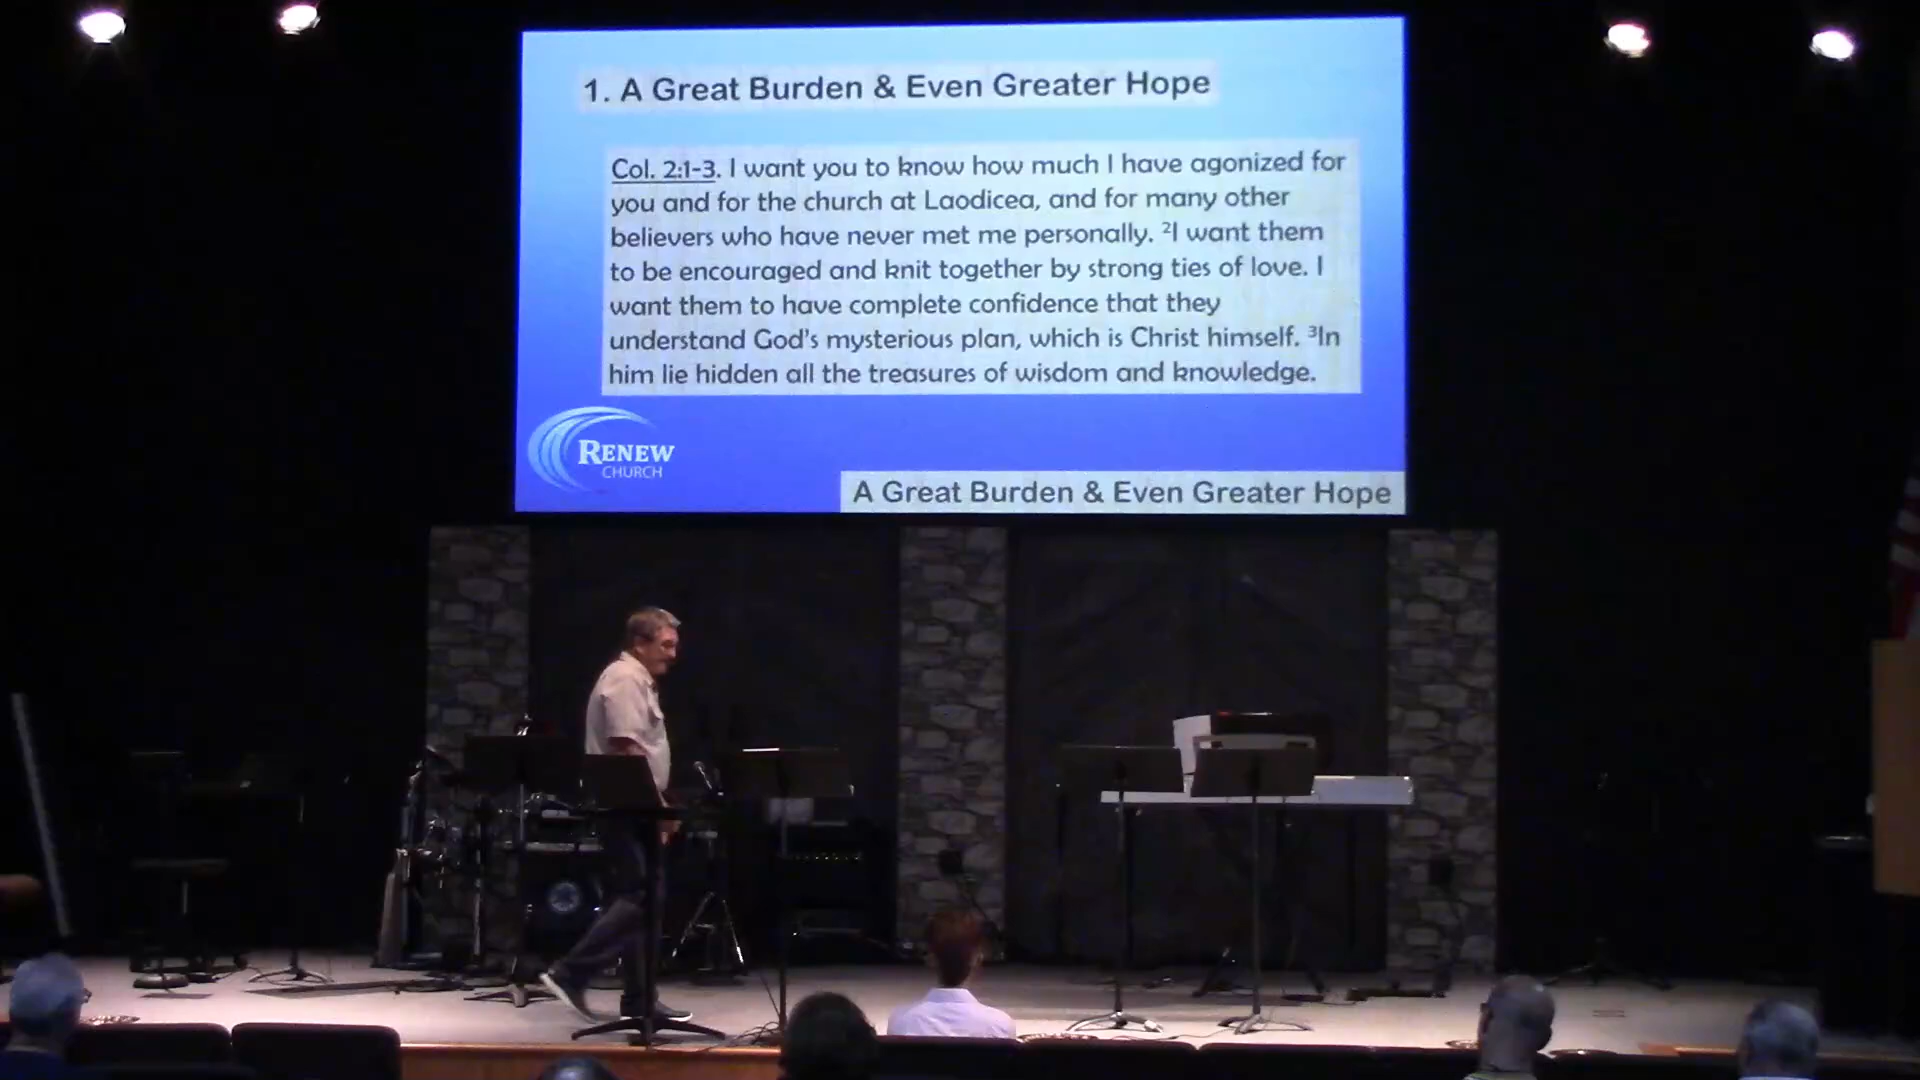 1. A Great Burden & Even Greater Hope
Col. 2:1-3. I want you to know how much I have agonized for
you and for the church at Laodicea, and for many other
believers who have never met me personally. ²I want them
to be encouraged and knit together by strong ties of love. I
want them to have complete confidence that they
understand God's mysterious plan, which is Christ himself. ³In
him lie hidden all the treasures of wisdom and knowledge.
RENEW
CHURCH
A Great Burden & Even Greater Hope